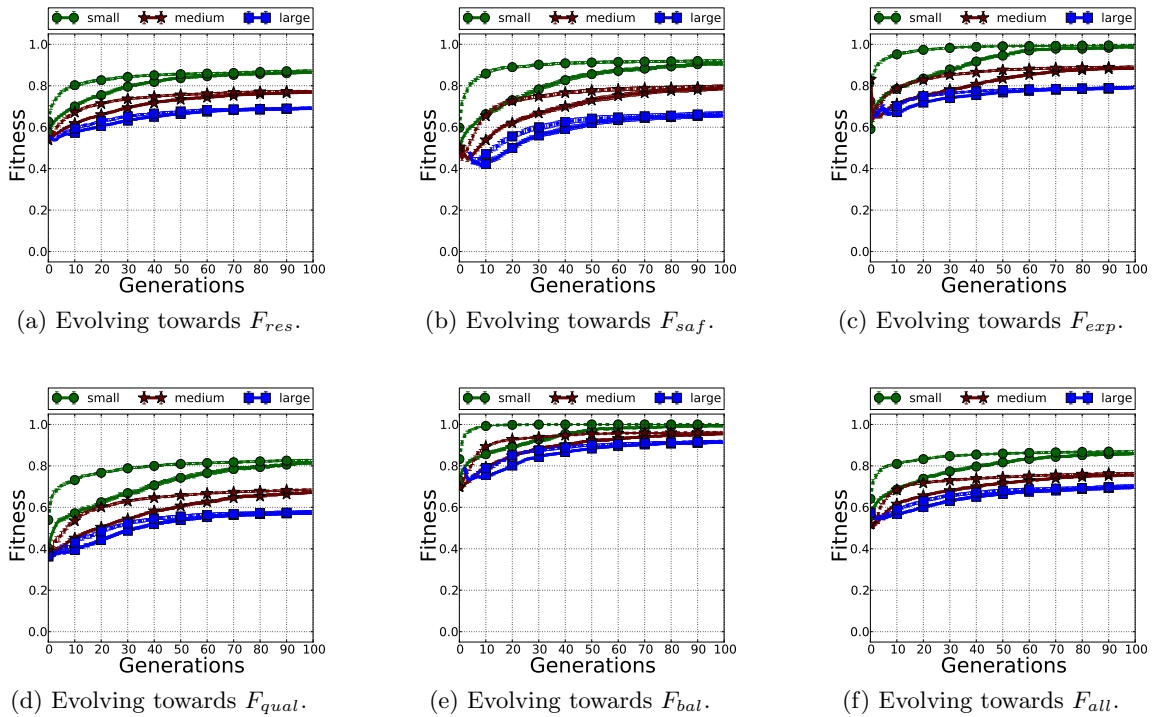 small medium large
1.0
0.8
0.6
0.4
0.2
0.0
Fitness
0 10 20 30 40 50 60 70 80 90 100
Generations
(a) Evolving towards F_res.
small medium large
1.0
0.8
0.6
0.4
0.2
0.0
Fitness
0 10 20 30 40 50 60 70 80 90 100
Generations
(b) Evolving towards F_saf.
small medium large
1.0
0.8
0.6
0.4
0.2
0.0
Fitness
0 10 20 30 40 50 60 70 80 90 100
Generations
(c) Evolving towards F_exp.
small medium large
1.0
0.8
0.6
0.4
0.2
0.0
Fitness
0 10 20 30 40 50 60 70 80 90 100
Generations
(d) Evolving towards F_qual.
small medium large
1.0
0.8
0.6
0.4
0.2
0.0
Fitness
0 10 20 30 40 50 60 70 80 90 100
Generations
(e) Evolving towards F_bal.
small medium large
1.0
0.8
0.6
0.4
0.2
0.0
Fitness
0 10 20 30 40 50 60 70 80 90 100
Generations
(f) Evolving towards F_all.